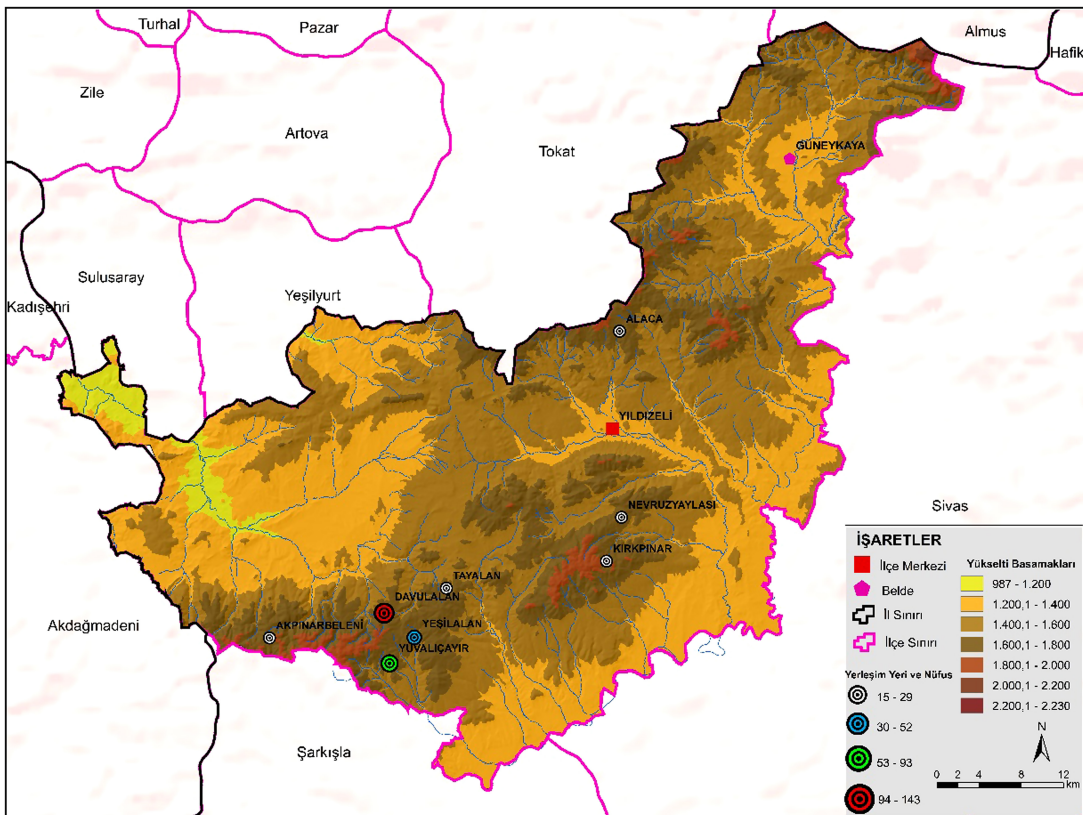 Turhal
Pazar
Almus
Hafik
Zile
Artova
Tokat
GÜNEYKAYA
Sulusaray
Kadışehri
Yeşilyurt
ALACA
YILDIZELİ
Sivas
NEVRUZYAYLASI
KIRKPINAR
TAYALAN
DAVULALAN
YEŞİLALAN
AKPINARBELENİ
YUVALIÇAYIR
Akdağmadeni
Şarkışla
İŞARETLER
İlçe Merkezi
Belde
İl Sınırı
İlçe Sınırı
Yerleşim Yeri ve Nüfuş
15 - 29
30 - 52
53 - 93
94 - 143
Yükselti Basamakları
987 - 1.200
1.200,1 - 1.400
1.400,1 - 1.600
1.600,1 - 1.800
1.800,1 - 2.000
2.000,1 - 2.200
2.200,1 - 2.230
N
0 2 4 8 12
km